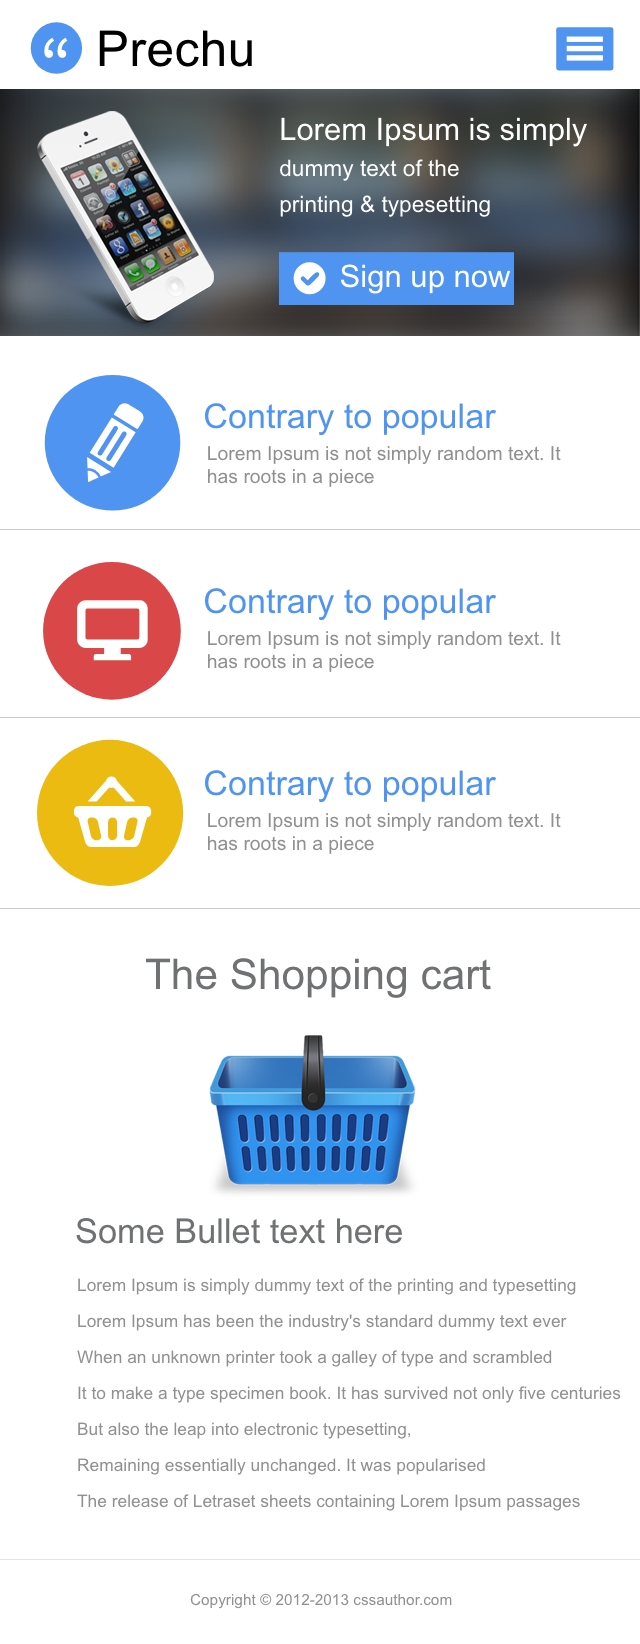 Prechu
Lorem Ipsum is simply
dummy text of the
printing & typesetting
Sign up now
Contrary to popular
Lorem Ipsum is not simply random text. It
has roots in a piece
Contrary to popular
Lorem Ipsum is not simply random text. It
has roots in a piece
Contrary to popular
Lorem Ipsum is not simply random text. It
has roots in a piece
The Shopping cart
Some Bullet text here
Lorem Ipsum is simply dummy text of the printing and typesetting
Lorem Ipsum has been the industry's standard dummy text ever
When an unknown printer took a galley of type and scrambled
It to make a type specimen book. It has survived not only five centuries
But also the leap into electronic typesetting,
Remaining essentially unchanged. It was popularised
The release of Letraset sheets containing Lorem Ipsum passages
Copyright © 2012-2013 cssauthor.com